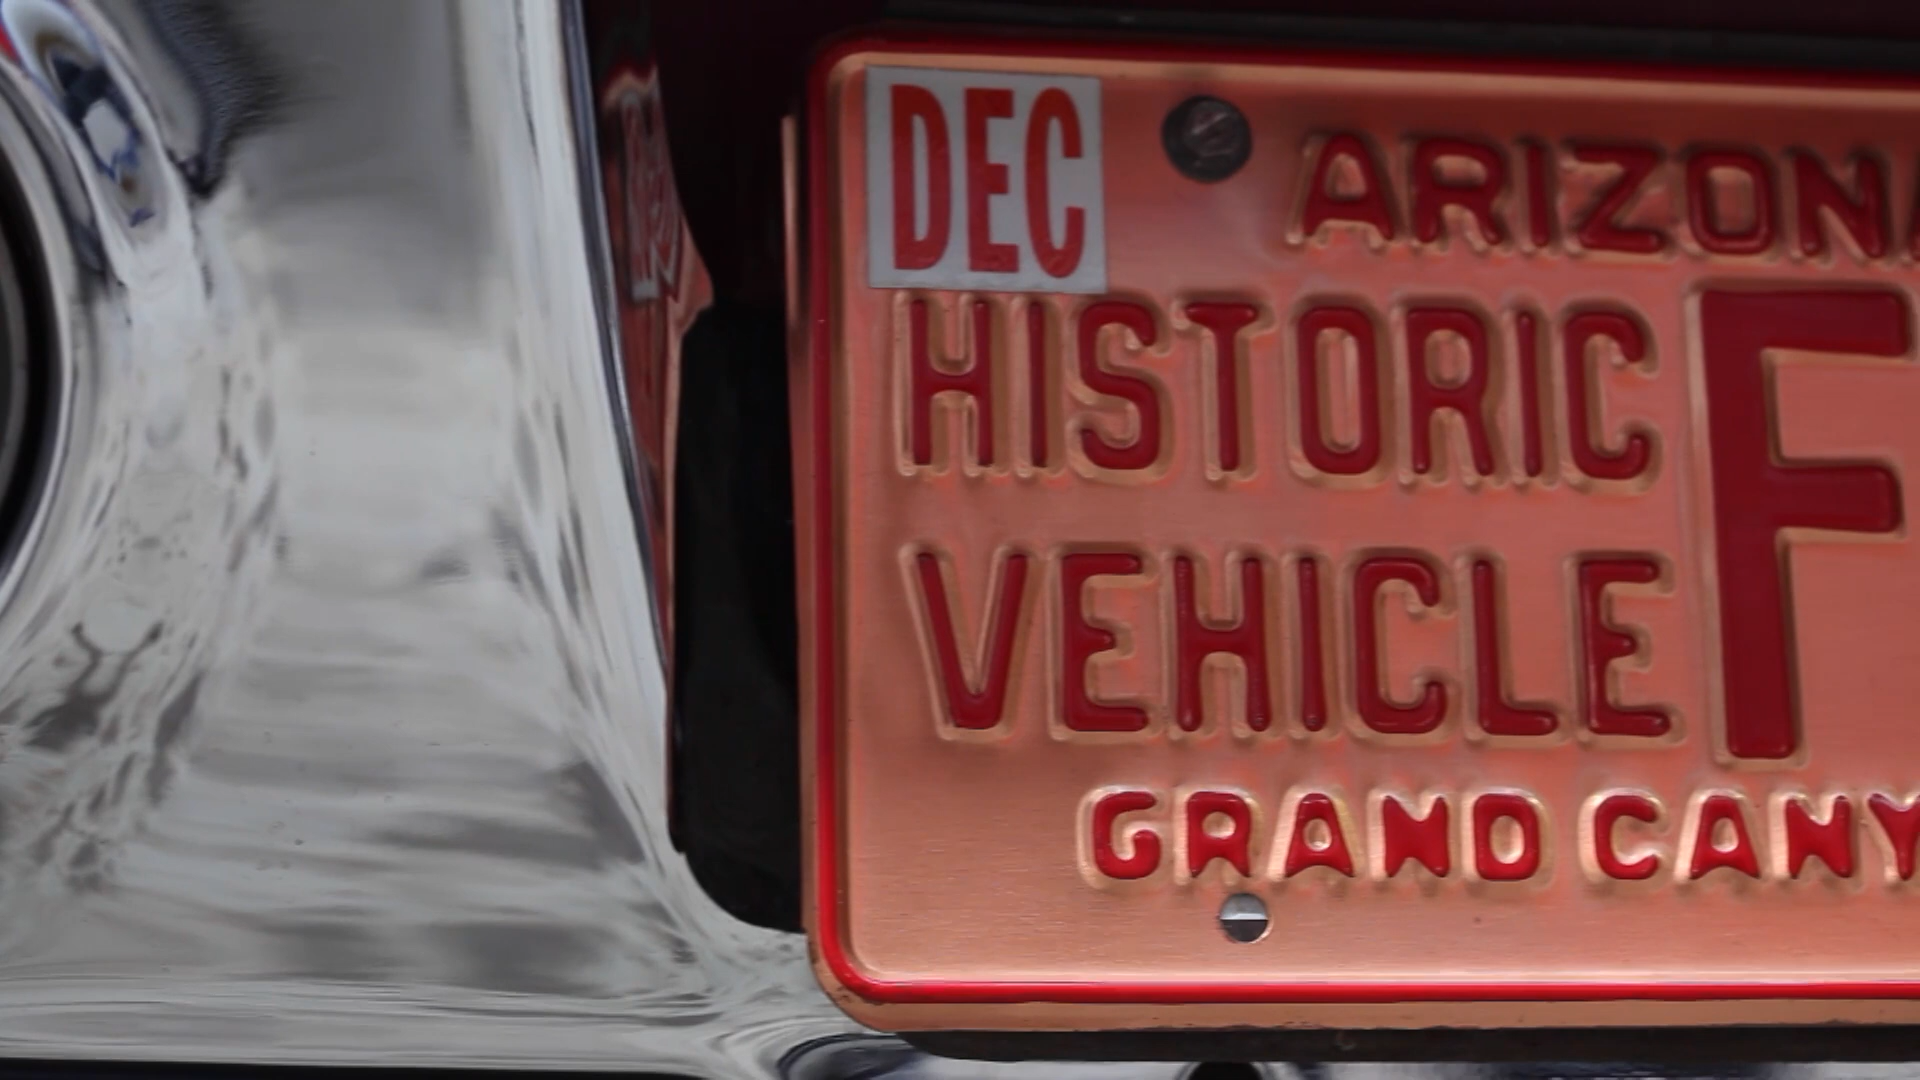 DEC
ARIZONA
HISTORIC
VEHICLE
F
GRAND CANY